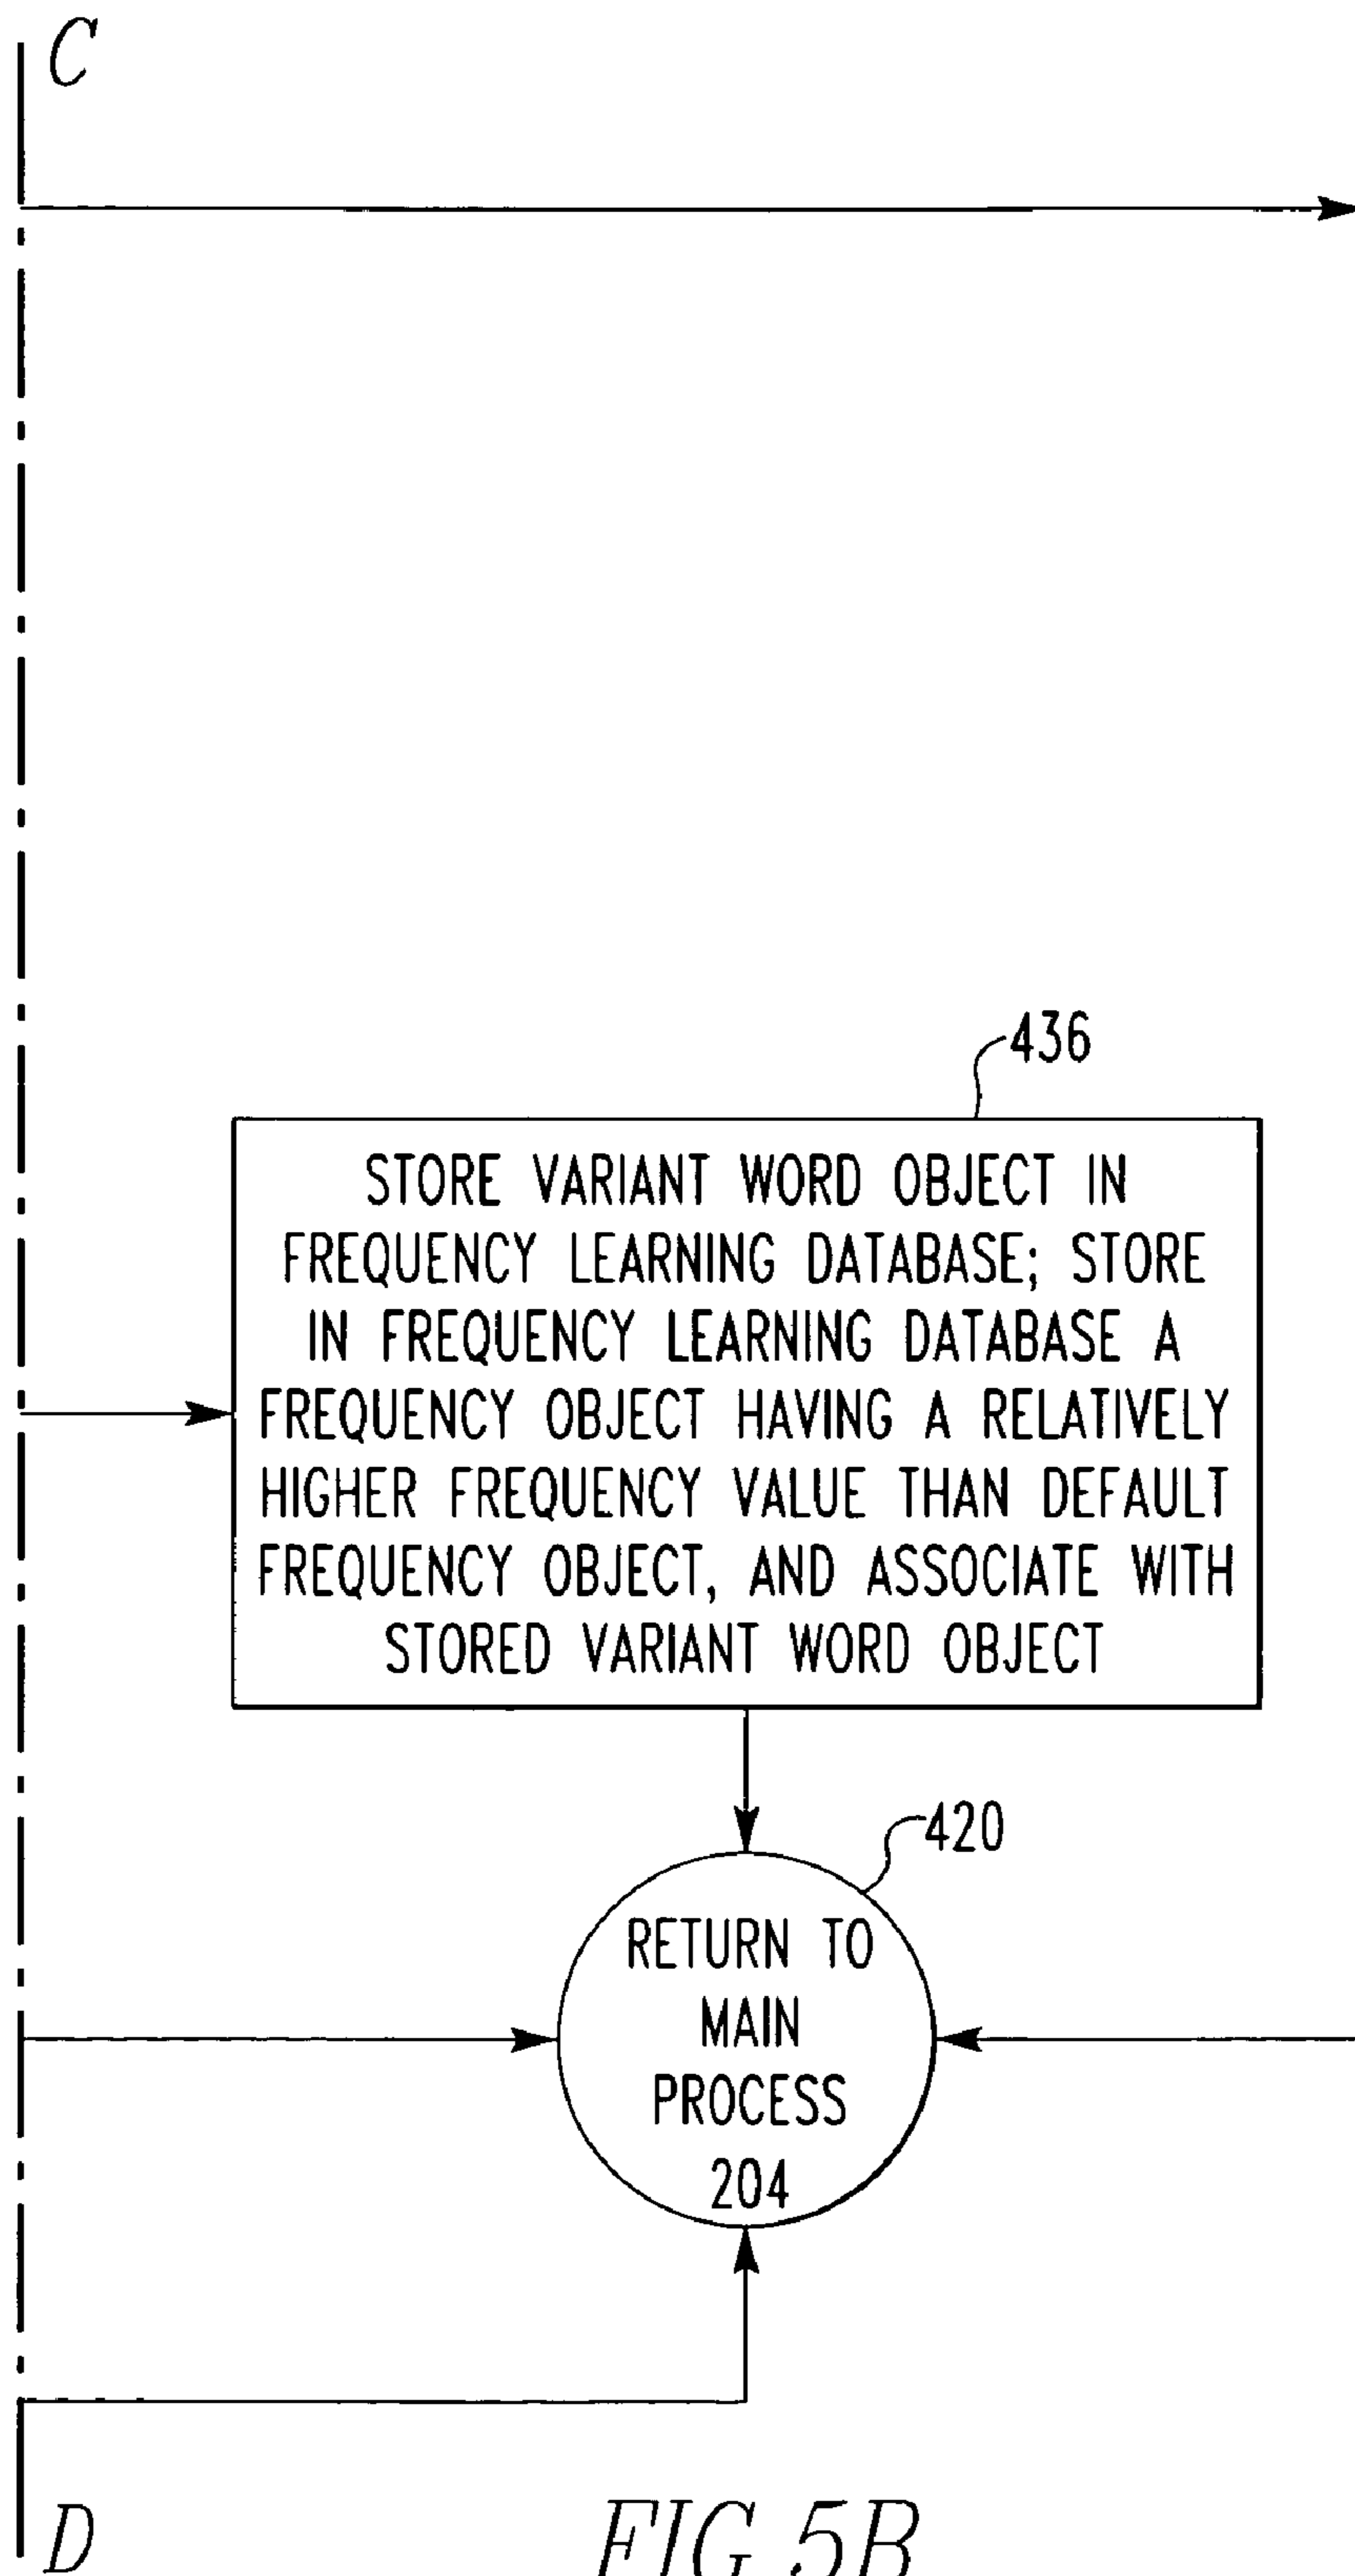 C
436
STORE VARIANT WORD OBJECT IN
FREQUENCY LEARNING DATABASE; STORE
IN FREQUENCY LEARNING DATABASE A
FREQUENCY OBJECT HAVING A RELATIVELY
HIGHER FREQUENCY VALUE THAN DEFAULT
FREQUENCY OBJECT, AND ASSOCIATE WITH
STORED VARIANT WORD OBJECT
420
RETURN TO
MAIN
PROCESS
204
D
FIG. 5B